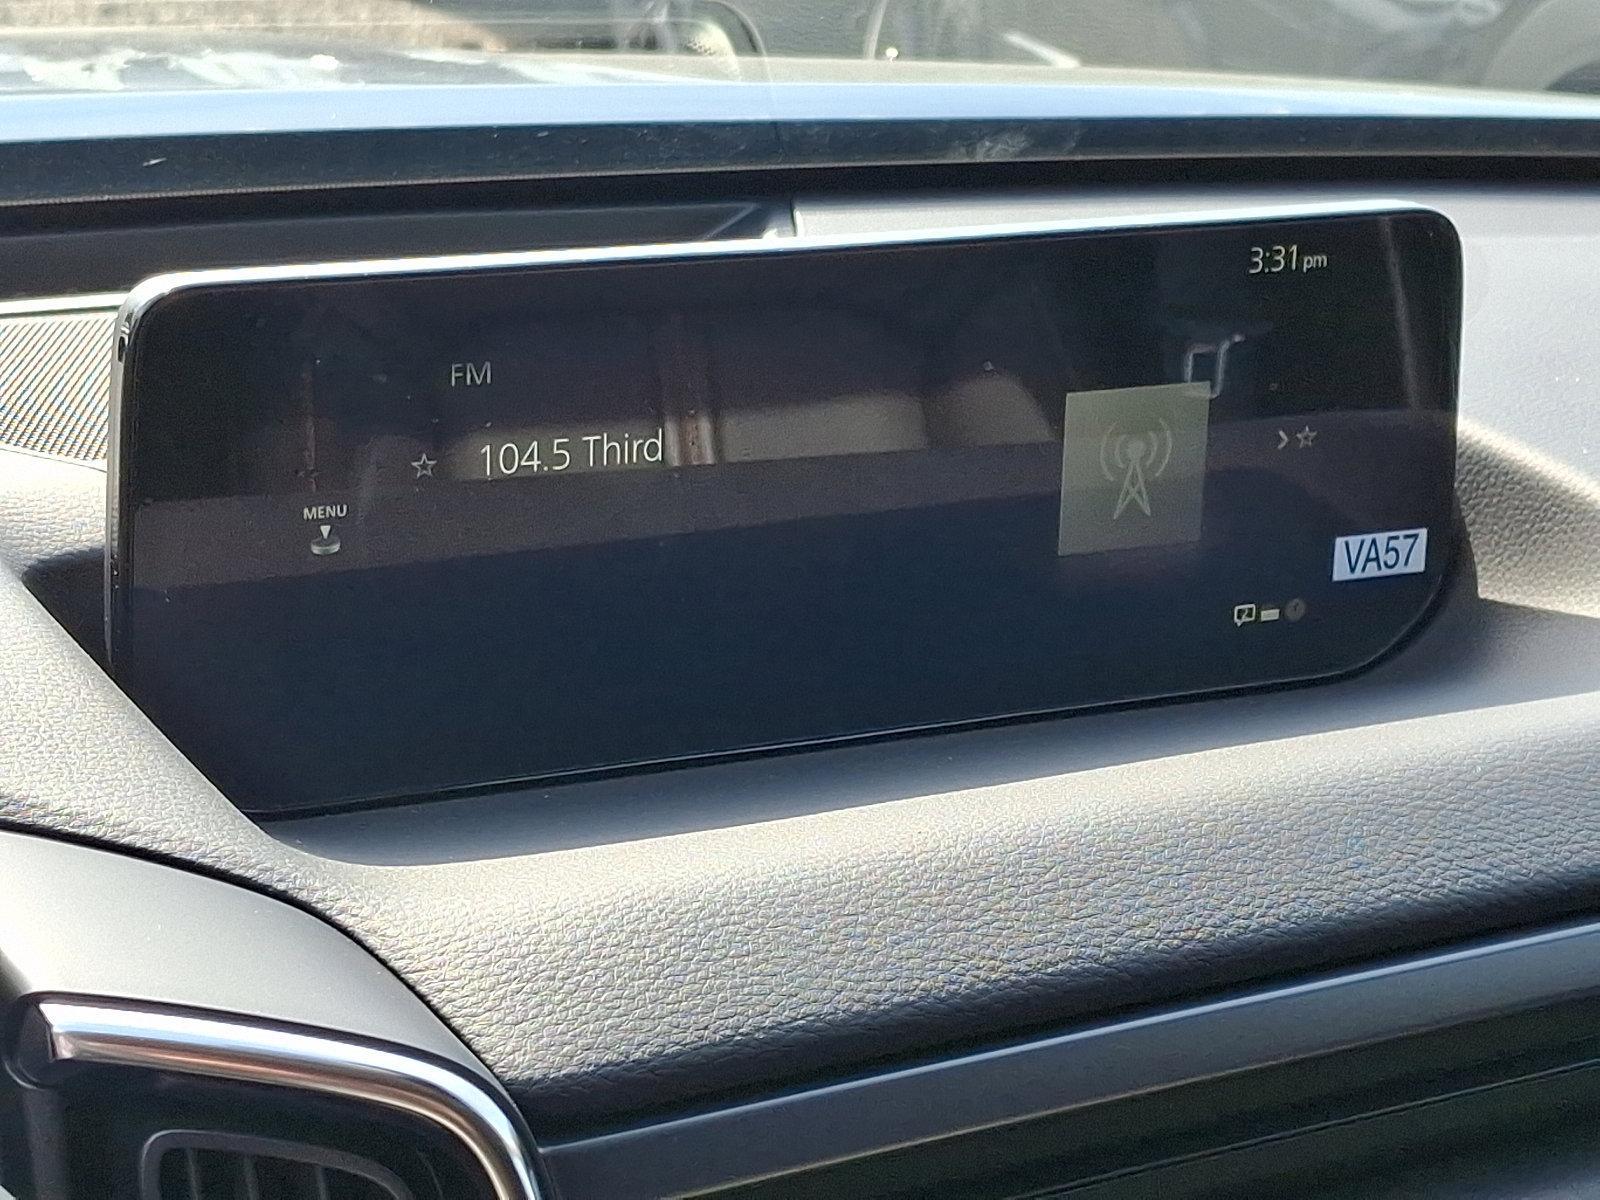 3:31 pm
FM
104.5 Third
MENU
VA57